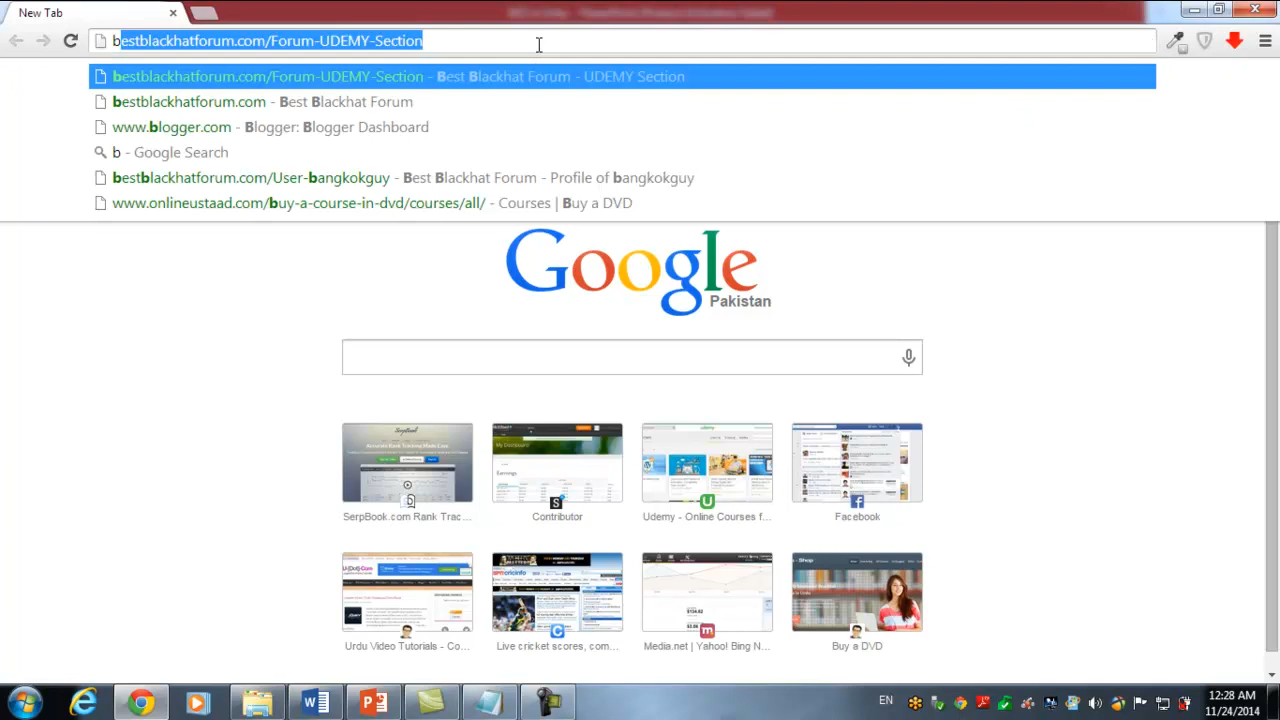 New Tab
bestblackhatforum.com/Forum-UDEMY-Section
bestblackhatforum.com/Forum-UDEMY-Section - Best Blackhat Forum - UDEMY Section
bestblackhatforum.com - Best Blackhat Forum
www.blogger.com - Blogger: Blogger Dashboard
b - Google Search
bestblackhatforum.com/User-bangkokguy - Best Blackhat Forum - Profile of bangkokguy
www.onlineustaad.com/buy-a-course-in-dvd/courses/all/ - Courses | Buy a DVD
Google
Pakistan
SerpBook.com Rank Trac...
Contributor
Udemy - Online Courses f...
Facebook
Urdu Video Tutorials - Co...
Live cricket scores, com...
Media.net | Yahoo! Bing N...
Buy a DVD
EN
12:28 AM
11/24/2014